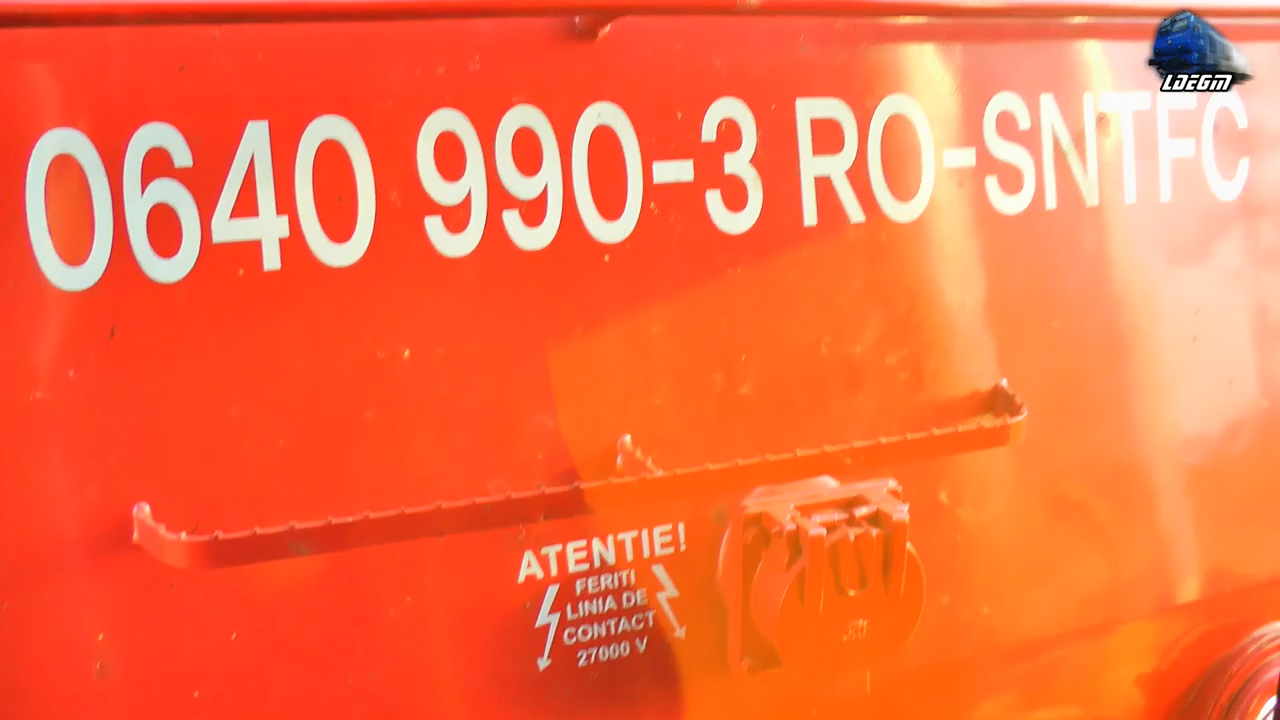 LDEGM
0640 990-3 RO-SNTFC
ATENTIE!
FERITI
LINIA DE
CONTACT
27000 V